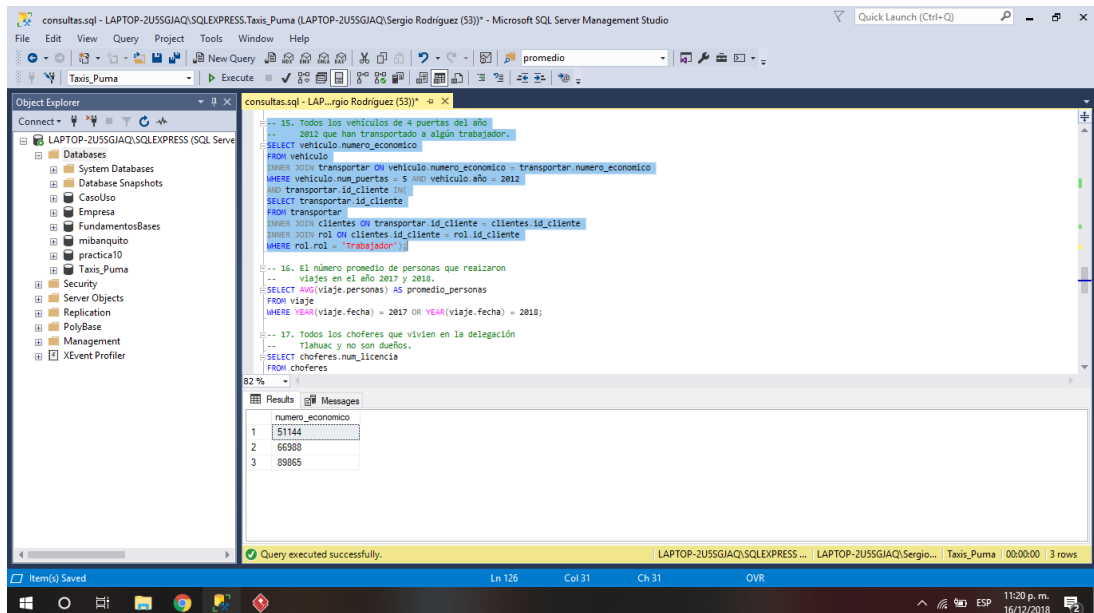 consultas.sql - LAPTOP-2U5SGJAQ\SQLEXPRESS.Taxis_Puma (LAPTOP-2U5SGJAQ\Sergio Rodríguez (53))* - Microsoft SQL Server Management Studio
Quick Launch (Ctrl+Q)
File Edit View Query Project Tools Window Help
New Query
promedio
Taxis_Puma
Execute
Object Explorer
consultas.sql - LAP...rgio Rodríguez (53))*
Connect
LAPTOP-2U5SGJAQ\SQLEXPRESS (SQL Serve
Databases
System Databases
Database Snapshots
CasoUso
Empresa
FundamentosBases
mibanquito
practica10
Taxis_Puma
Security
Server Objects
Replication
PolyBase
Management
XEvent Profiler
-- 15. Todos los vehículos de 4 puertas del año
-- 2012 que han transportado a algún trabajador.
SELECT vehiculo.numero_economico
FROM vehiculo
INNER JOIN transportar ON vehiculo.numero_economico = transportar.numero_economico
WHERE vehiculo.num_puertas = 5 AND vehiculo.año = 2012
AND transportar.id_cliente IN(
SELECT transportar.id_cliente
FROM transportar
INNER JOIN clientes ON transportar.id_cliente = clientes.id_cliente
INNER JOIN rol ON clientes.id_cliente = rol.id_cliente
WHERE rol.rol = 'Trabajador');
-- 16. El número promedio de personas que reaizaron
-- viajes en el año 2017 y 2018.
SELECT AVG(viaje.personas) AS promedio_personas
FROM viaje
WHERE YEAR(viaje.fecha) = 2017 OR YEAR(viaje.fecha) = 2018;
-- 17. Todos los choferes que vivien en la delegación
-- Tlahuac y no son dueños.
SELECT choferes.num_licencia
FROM choferes
82 %
Results Messages
numero_economico
1 51144
2 66988
3 89865
Query executed successfully.
LAPTOP-2U5SGJAQ\SQLEXPRESS ... LAPTOP-2U5SGJAQ\Sergio... Taxis_Puma 00:00:00 3 rows
Item(s) Saved Ln 126 Col 31 Ch 31 OVR
ESP
11:20 p. m.
16/12/2018
2